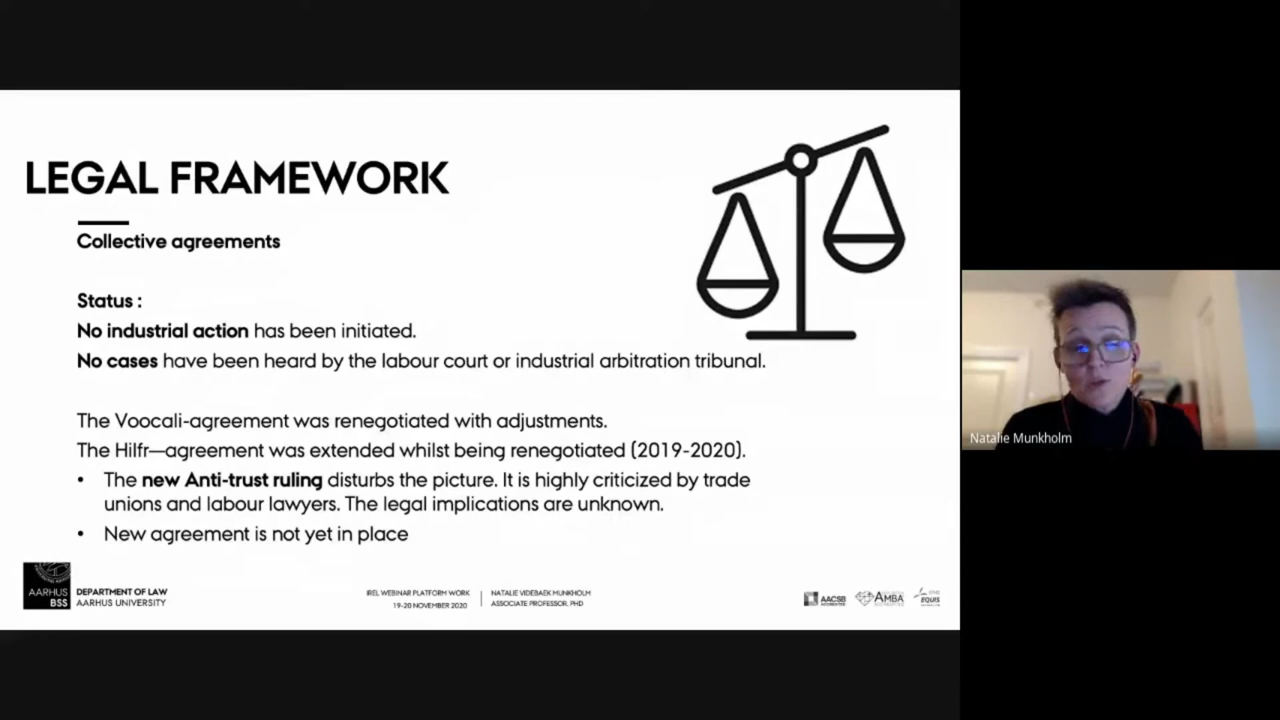 LEGAL FRAMEWORK
Collective agreements
Status :
No industrial action has been initiated.
No cases have been heard by the labour court or industrial arbitration tribunal.
The Voocali-agreement was renegotiated with adjustments.
The Hilfr—agreement was extended whilst being renegotiated (2019-2020).
• The new Anti-trust ruling disturbs the picture. It is highly criticized by trade
unions and labour lawyers. The legal implications are unknown.
• New agreement is not yet in place
AARHUS
BSS
DEPARTMENT OF LAW
AARHUS UNIVERSITY
IREL WEBINAR PLATFORM WORK
19-20 NOVEMBER 2020
NATALIE VIDEBAEK MUNKHOLM
ASSOCIATE PROFESSOR, PHD
AACSB
ACCREDITED
AMBA
EQUIS
Natalie Munkholm